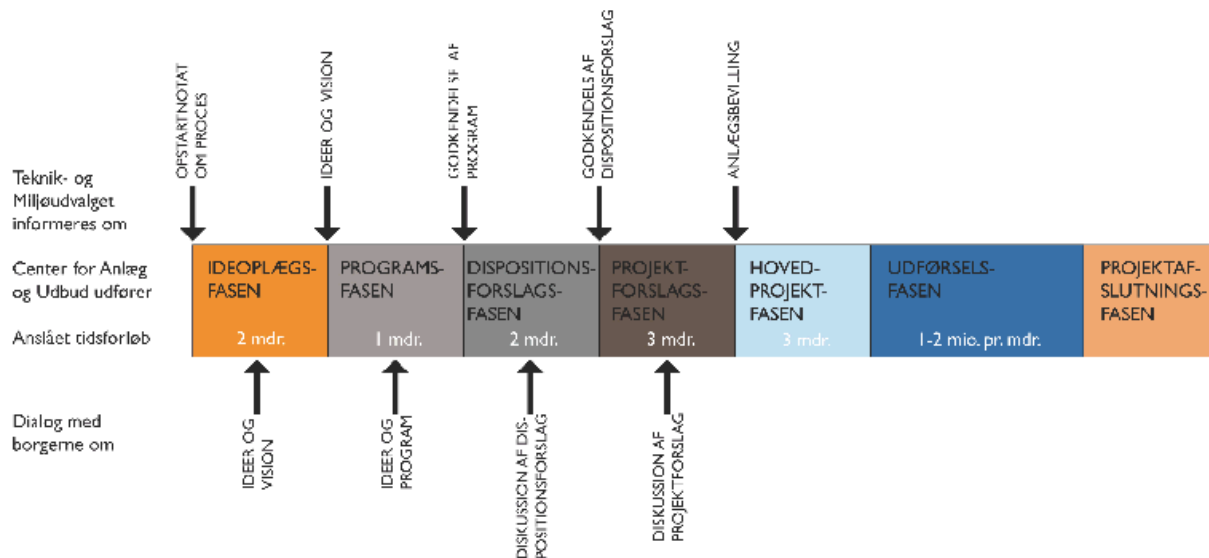 OPSTARTNOTAT
OM PROCES
IDEER OG VISION
GODKENDELSE AF
PROGRAM
GODKENDELS AF
DISPOSITIONSFORSLAG
ANLÆGSBEVILLING
Teknik- og
Miljøudvalget
informeres om
Center for Anlæg
og Udbud udfører
IDEOPLÆGS-
FASEN
PROGRAMS-
FASEN
DISPOSITIONS-
FORSLAGS-
FASEN
PROJEKT-
FORSLAGS-
FASEN
HOVED-
PROJEKT-
FASEN
UDFØRSELS-
FASEN
PROJEKTAF-
SLUTNINGS-
FASEN
Anslået tidsforløb
2 mdr.
1 mdr.
2 mdr.
3 mdr.
3 mdr.
1-2 mio. pr. mdr.
Dialog med
borgerne om
IDEER OG
VISION
IDEER OG
PROGRAM
DISKUSSION AF DIS-
POSITIONSFORSLAG
DISKUSSION AF
PROJEKTFORSLAG